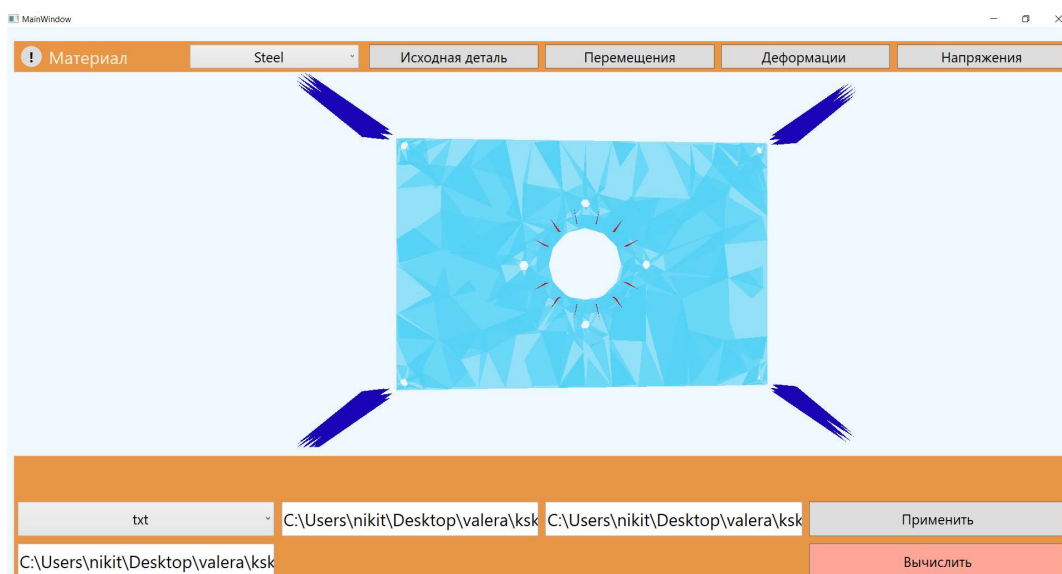 MainWindow
! Материал
Steel
Исходная деталь
Перемещения
Деформации
Напряжения
txt
C:\Users\nikit\Desktop\valera\ksk
C:\Users\nikit\Desktop\valera\ksk
Применить
C:\Users\nikit\Desktop\valera\ksk
Вычислить